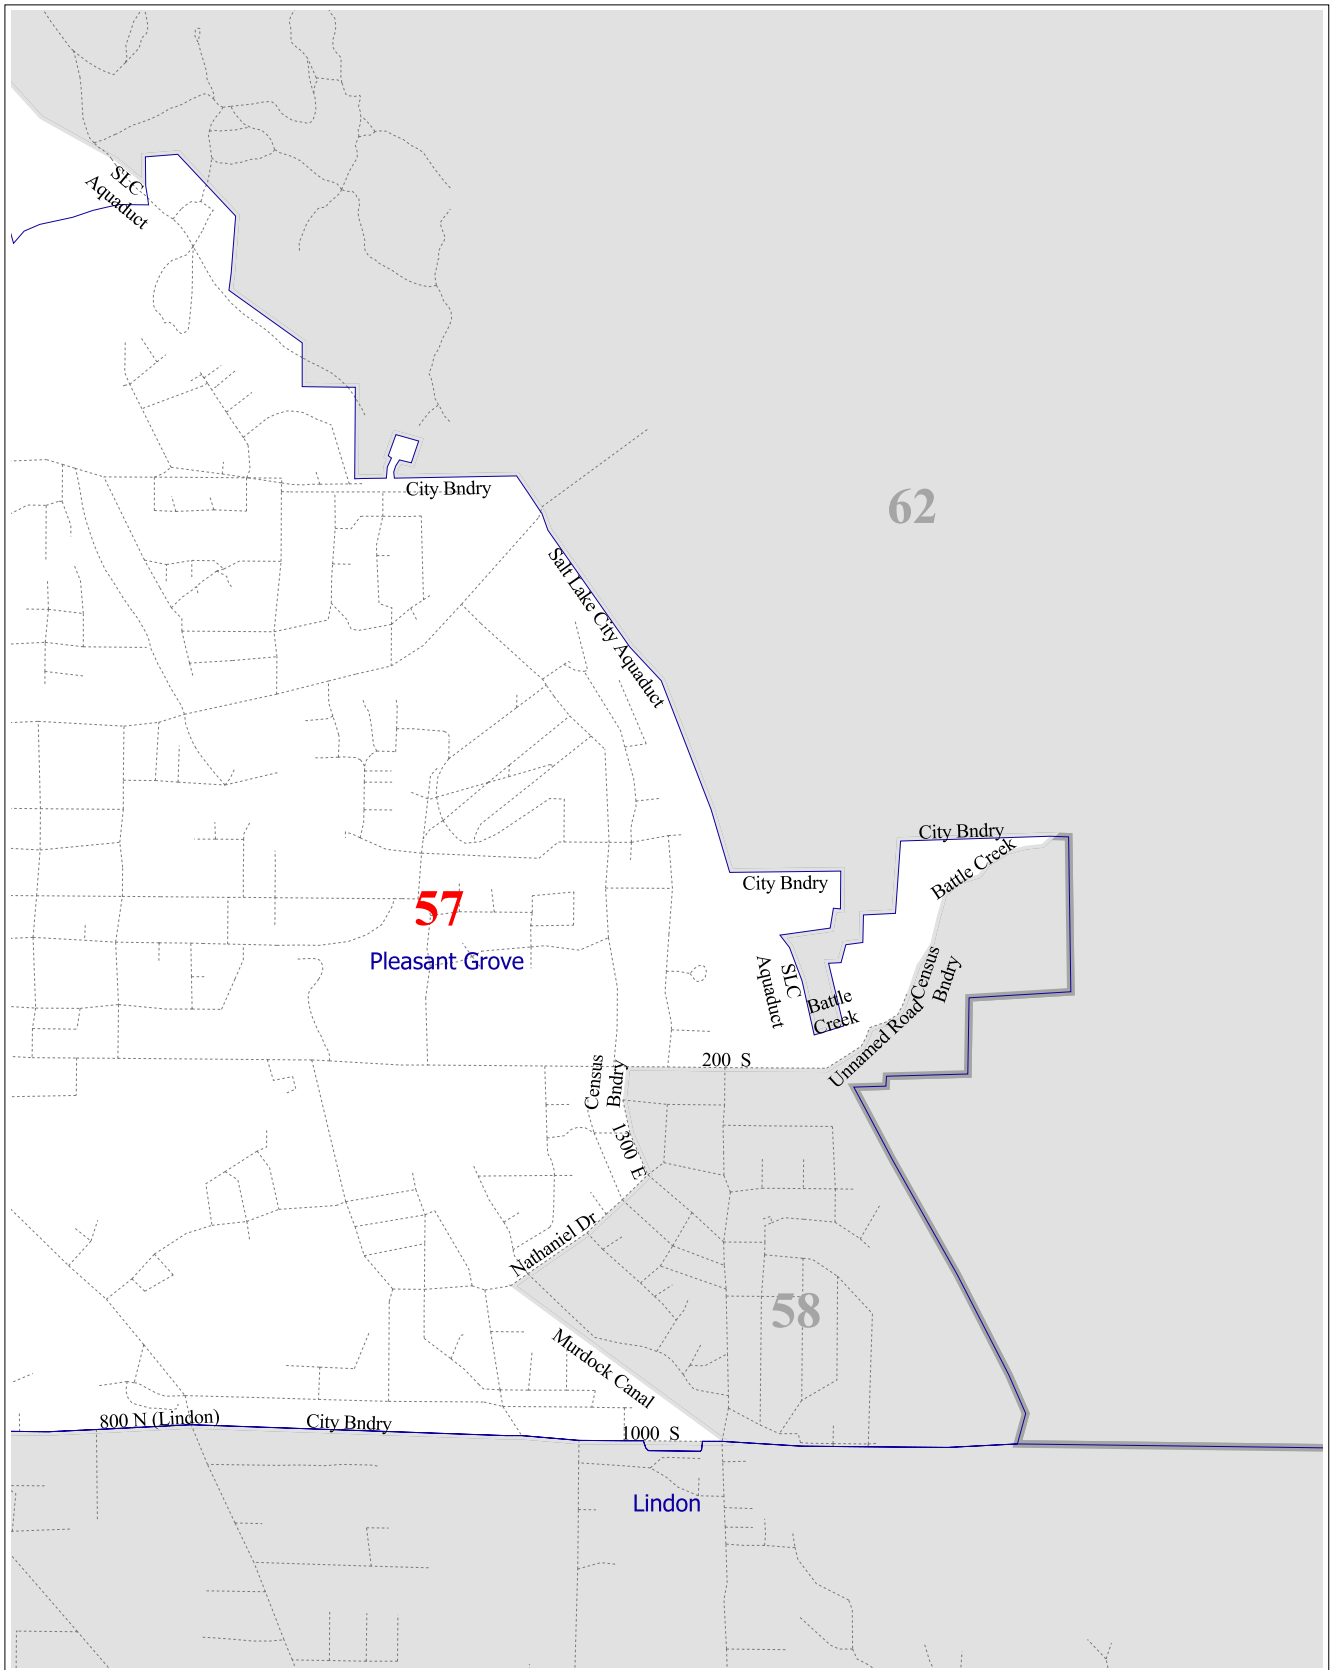 SLC
Aquaduct
City Bndry
62
Salt Lake City Aquaduct
City Bndry
Battle Creek
City Bndry
57
Pleasant Grove
SLC
Aquaduct
Census
Bndry
Battle
Creek
Unnamed Road
200 S
Census
Bndry
1300 E
Nathaniel Dr
58
Murdock Canal
800 N (Lindon)
City Bndry
1000 S
Lindon